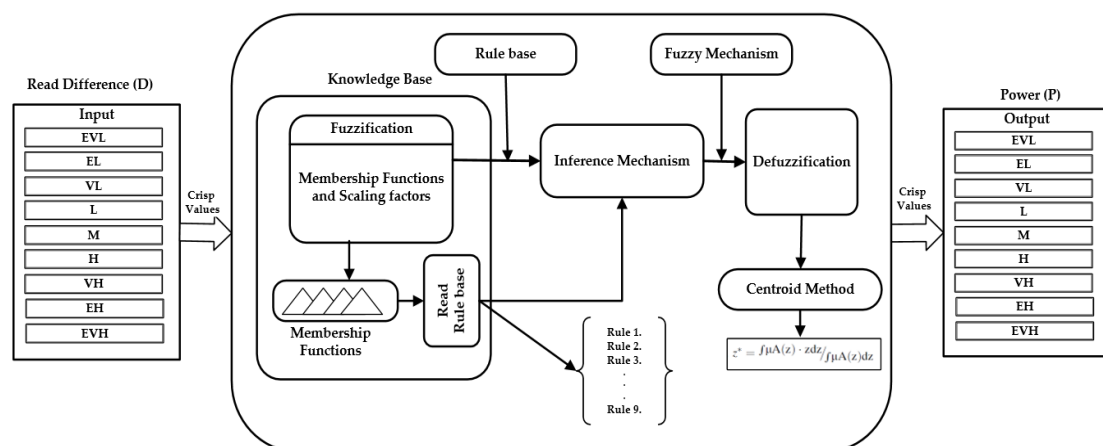 Read Difference (D)
Input
EVL
EL
VL
L
M
H
VH
EH
EVH
Crisp
Values
Knowledge Base
Fuzzification
Membership Functions
and Scaling factors
Membership
Functions
Read
Rule base
Rule base
Fuzzy Mechanism
Inference Mechanism
Defuzzification
Rule 1.
Rule 2.
Rule 3.
.
.
.
Rule 9.
Centroid Method
z* = ∫μA(z) · zdz/∫μA(z)dz
Crisp
Values
Power (P)
Output
EVL
EL
VL
L
M
H
VH
EH
EVH